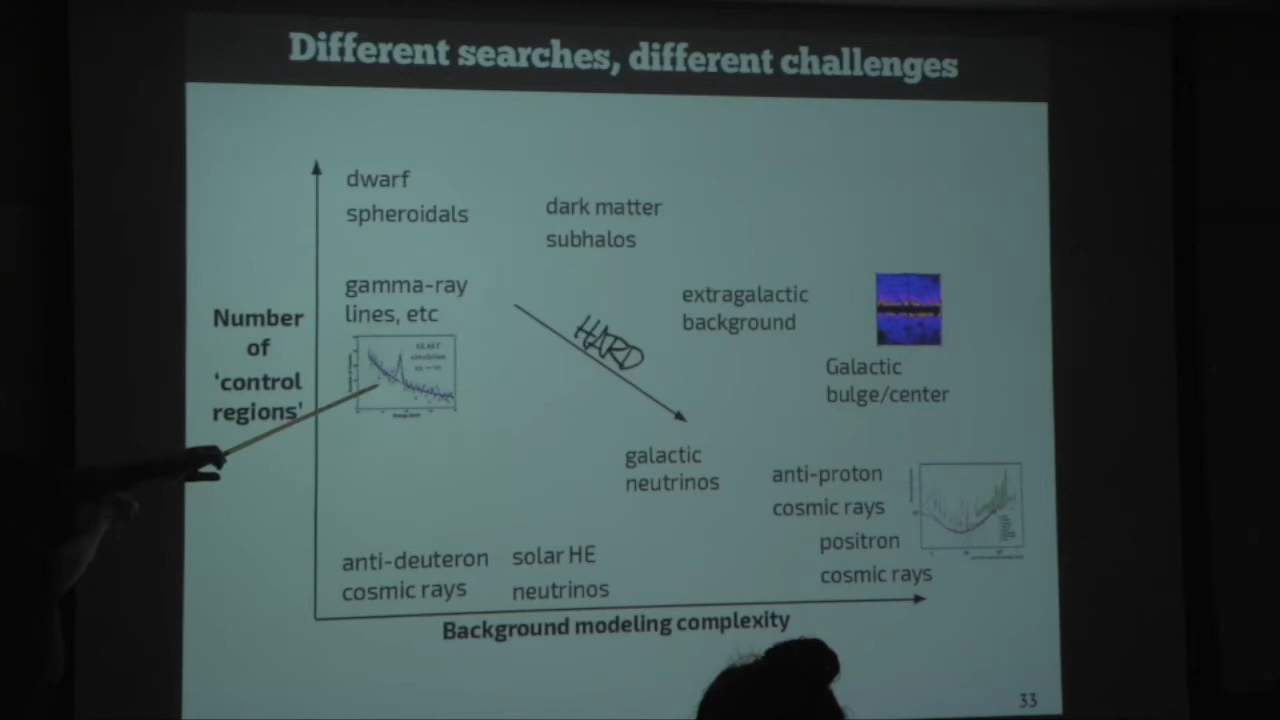 Different searches, different challenges
dwarf
spheroidals
dark matter
subhalos
gamma-ray
lines, etc
extragalactic
background
Number
of
‘control
regions’
HARD
GLAST
simulation
Galactic
bulge/center
galactic
neutrinos
anti-proton
cosmic rays
positron
cosmic rays
anti-deuteron
cosmic rays
solar HE
neutrinos
Background modeling complexity
33